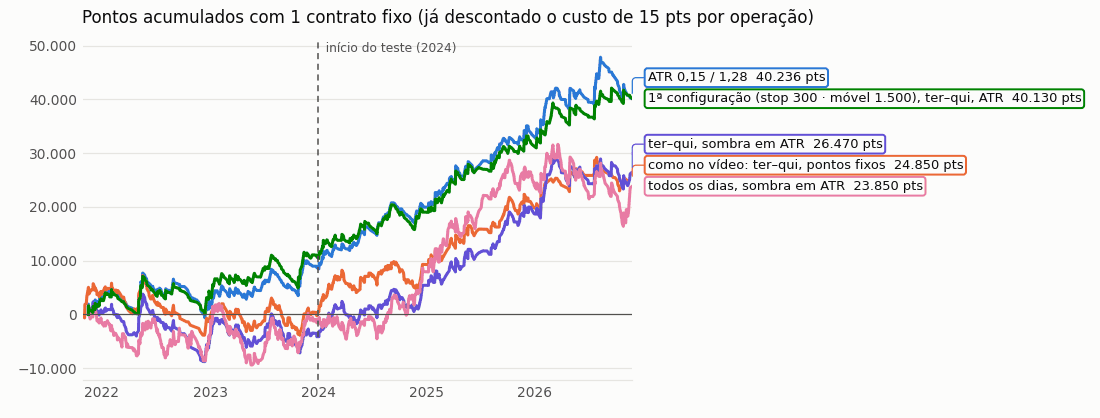 Pontos acumulados com 1 contrato fixo (já descontado o custo de 15 pts por operação)
50.000
início do teste (2024)
40.000
30.000
20.000
10.000
0
−10.000
ATR 0,15 / 1,28 40.236 pts
1ª configuração (stop 300 · móvel 1.500), ter–qui, ATR 40.130 pts
ter–qui, sombra em ATR 26.470 pts
como no vídeo: ter–qui, pontos fixos 24.850 pts
todos os dias, sombra em ATR 23.850 pts
2022 2023 2024 2025 2026